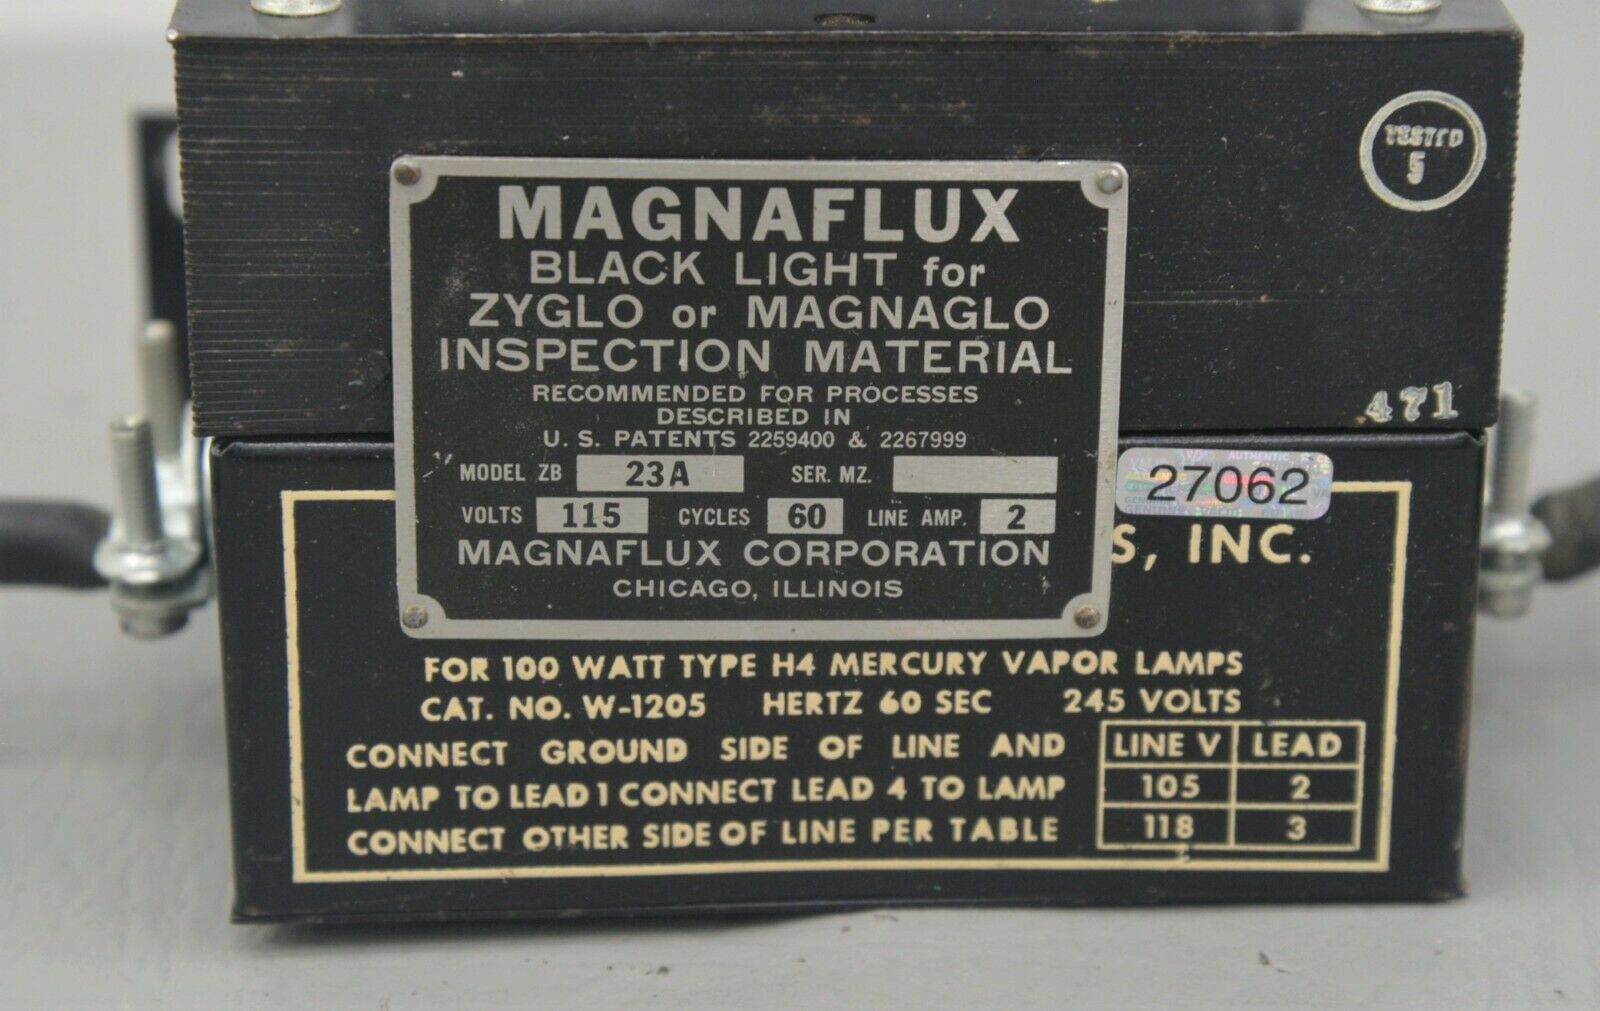 TESTED
5
MAGNAFLUX
BLACK LIGHT for
ZYGLO or MAGNAGLO
INSPECTION MATERIAL
RECOMMENDED FOR PROCESSES
DESCRIBED IN
U. S. PATENTS 2259400 & 2267999
MODEL ZB 23A SER. MZ.
VOLTS 115 CYCLES 60 LINE AMP. 2
MAGNAFLUX CORPORATION
CHICAGO, ILLINOIS
471
AUTHENTIC
27062
S, INC.
FOR 100 WATT TYPE H4 MERCURY VAPOR LAMPS
CAT. NO. W-1205 HERTZ 60 SEC 245 VOLTS
CONNECT GROUND SIDE OF LINE AND
LAMP TO LEAD 1 CONNECT LEAD 4 TO LAMP
CONNECT OTHER SIDE OF LINE PER TABLE
LINE V LEAD
105 2
118 3